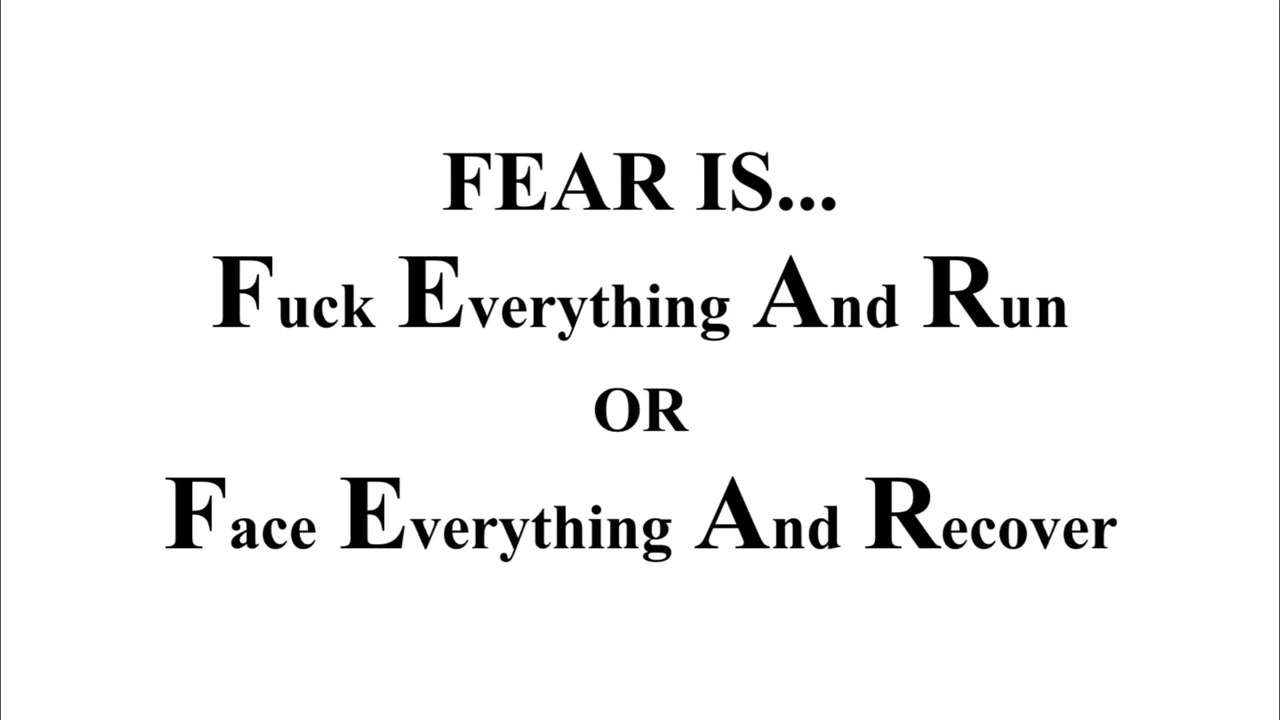 FEAR IS...
Fuck Everything And Run
OR
Face Everything And Recover